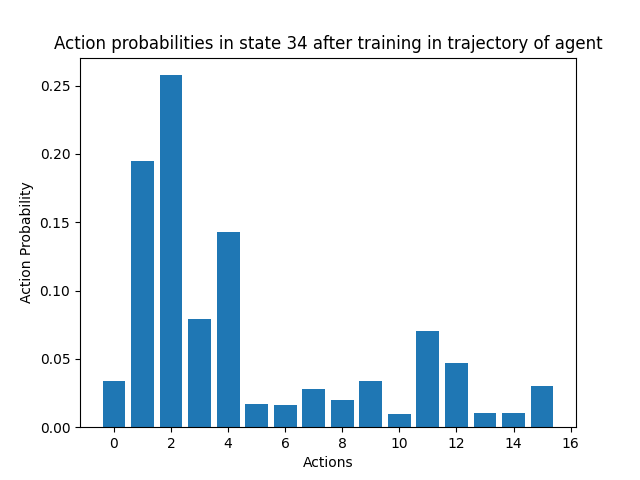 Action probabilities in state 34 after training in trajectory of agent
0.25
0.20
0.15
0.10
0.05
0.00
Action Probability
0 2 4 6 8 10 12 14 16
Actions